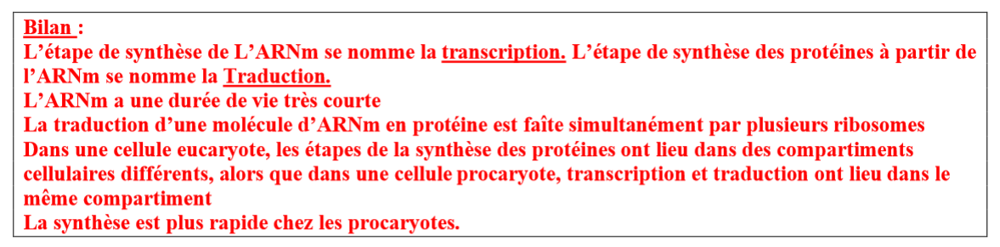 Bilan :
L’étape de synthèse de L’ARNm se nomme la transcription. L’étape de synthèse des protéines à partir de
l’ARNm se nomme la Traduction.
L’ARNm a une durée de vie très courte
La traduction d’une molécule d’ARNm en protéine est faîte simultanément par plusieurs ribosomes
Dans une cellule eucaryote, les étapes de la synthèse des protéines ont lieu dans des compartiments
cellulaires différents, alors que dans une cellule procaryote, transcription et traduction ont lieu dans le
même compartiment
La synthèse est plus rapide chez les procaryotes.